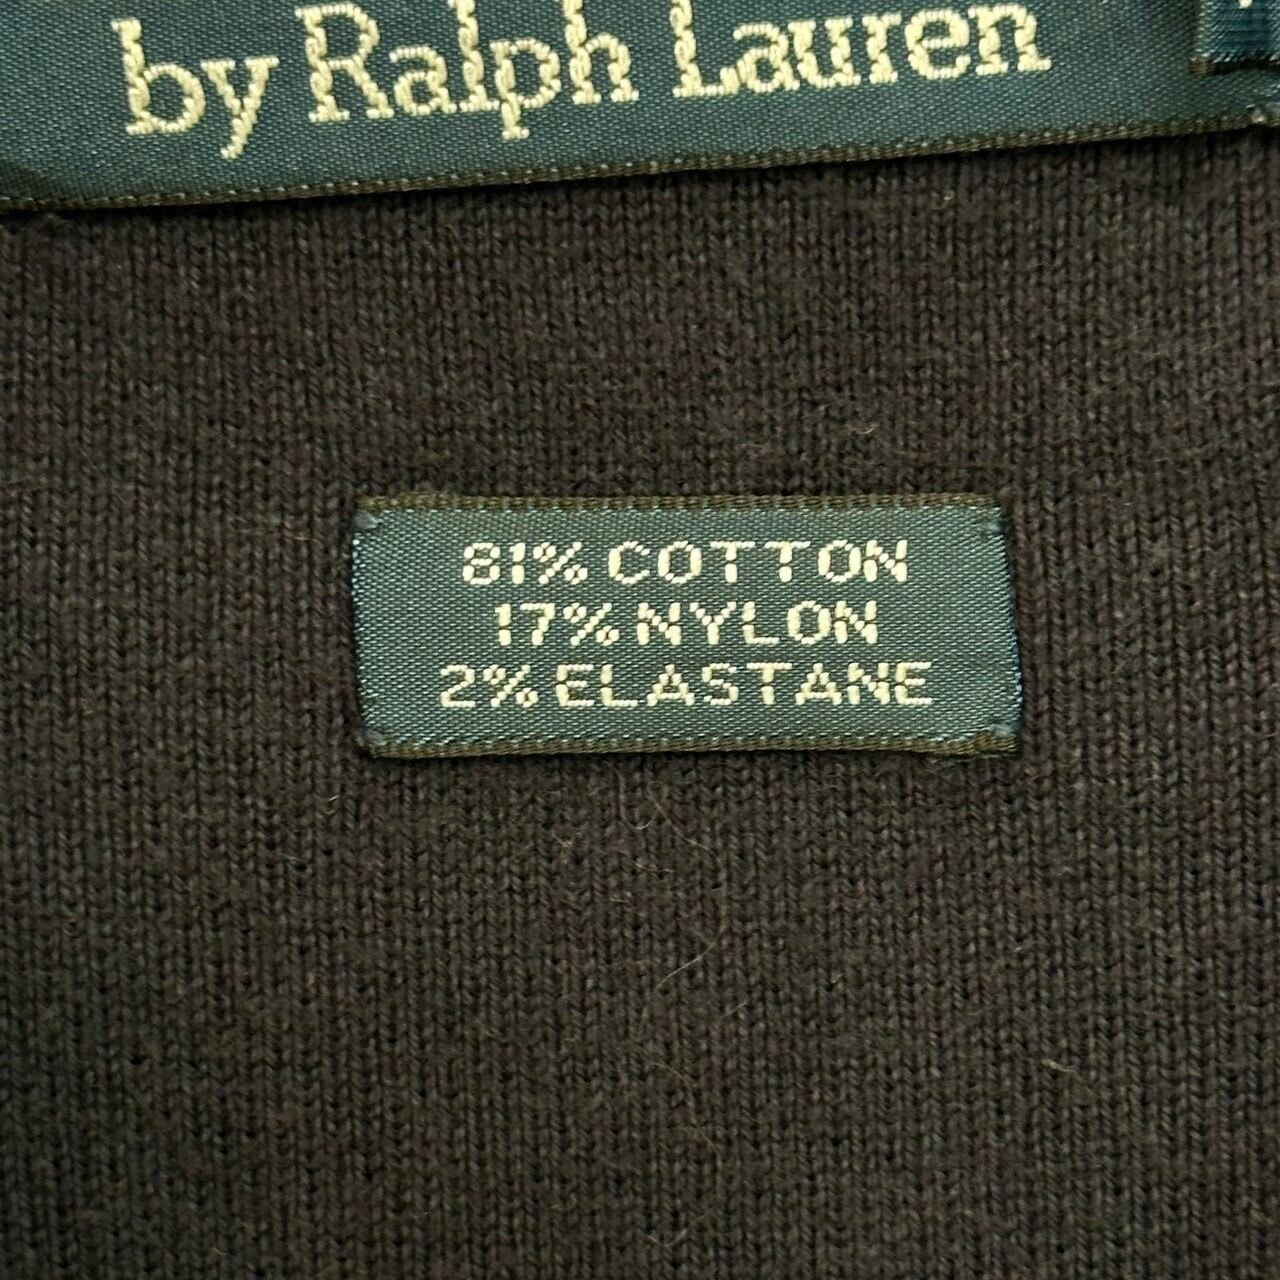 by Ralph Lauren
81% COTTON
17% NYLON
2% ELASTANE